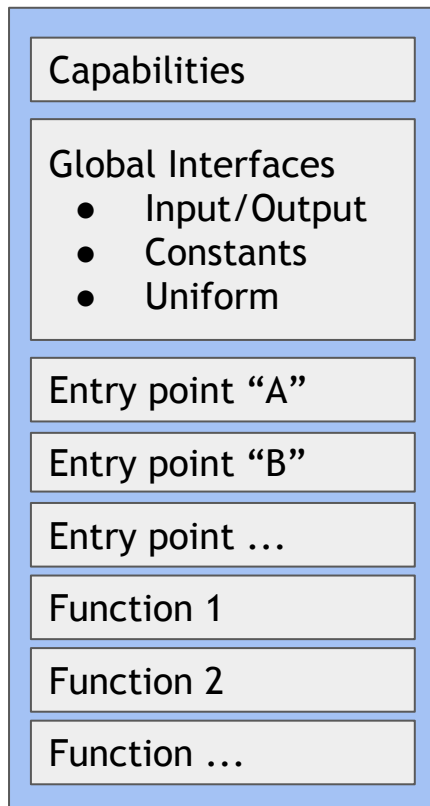 Capabilities
Global Interfaces
● Input/Output
● Constants
● Uniform
Entry point “A”
Entry point “B”
Entry point ...
Function 1
Function 2
Function ...